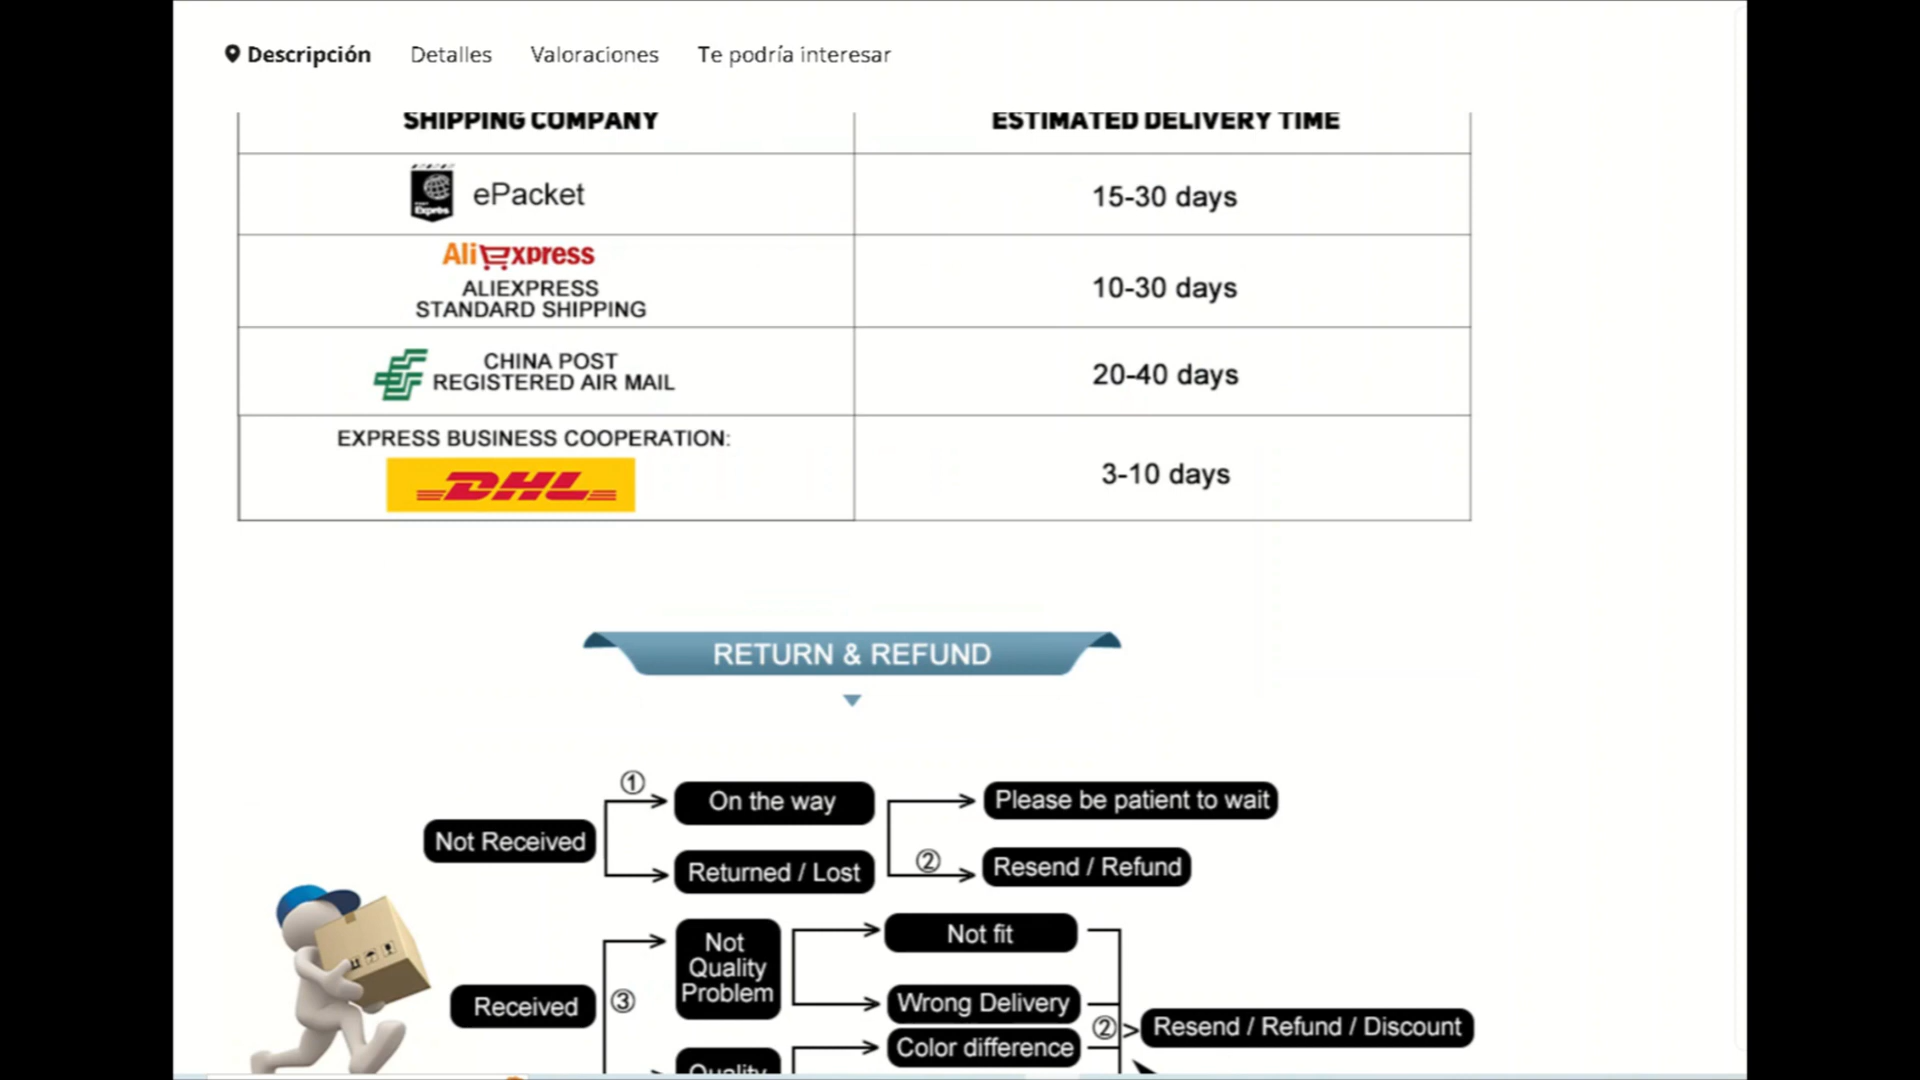 Descripción Detalles Valoraciones Te podría interesar
SHIPPING COMPANY ESTIMATED DELIVERY TIME
ePacket 15-30 days
AliExpress
ALIEXPRESS
STANDARD SHIPPING
10-30 days
CHINA POST
REGISTERED AIR MAIL
20-40 days
EXPRESS BUSINESS COOPERATION:
DHL
3-10 days
RETURN & REFUND
Not Received
①
On the way
Please be patient to wait
Returned / Lost
②
Resend / Refund
Received
③
Not
Quality
Problem
Not fit
Wrong Delivery
Color difference
②
Resend / Refund / Discount
Quality